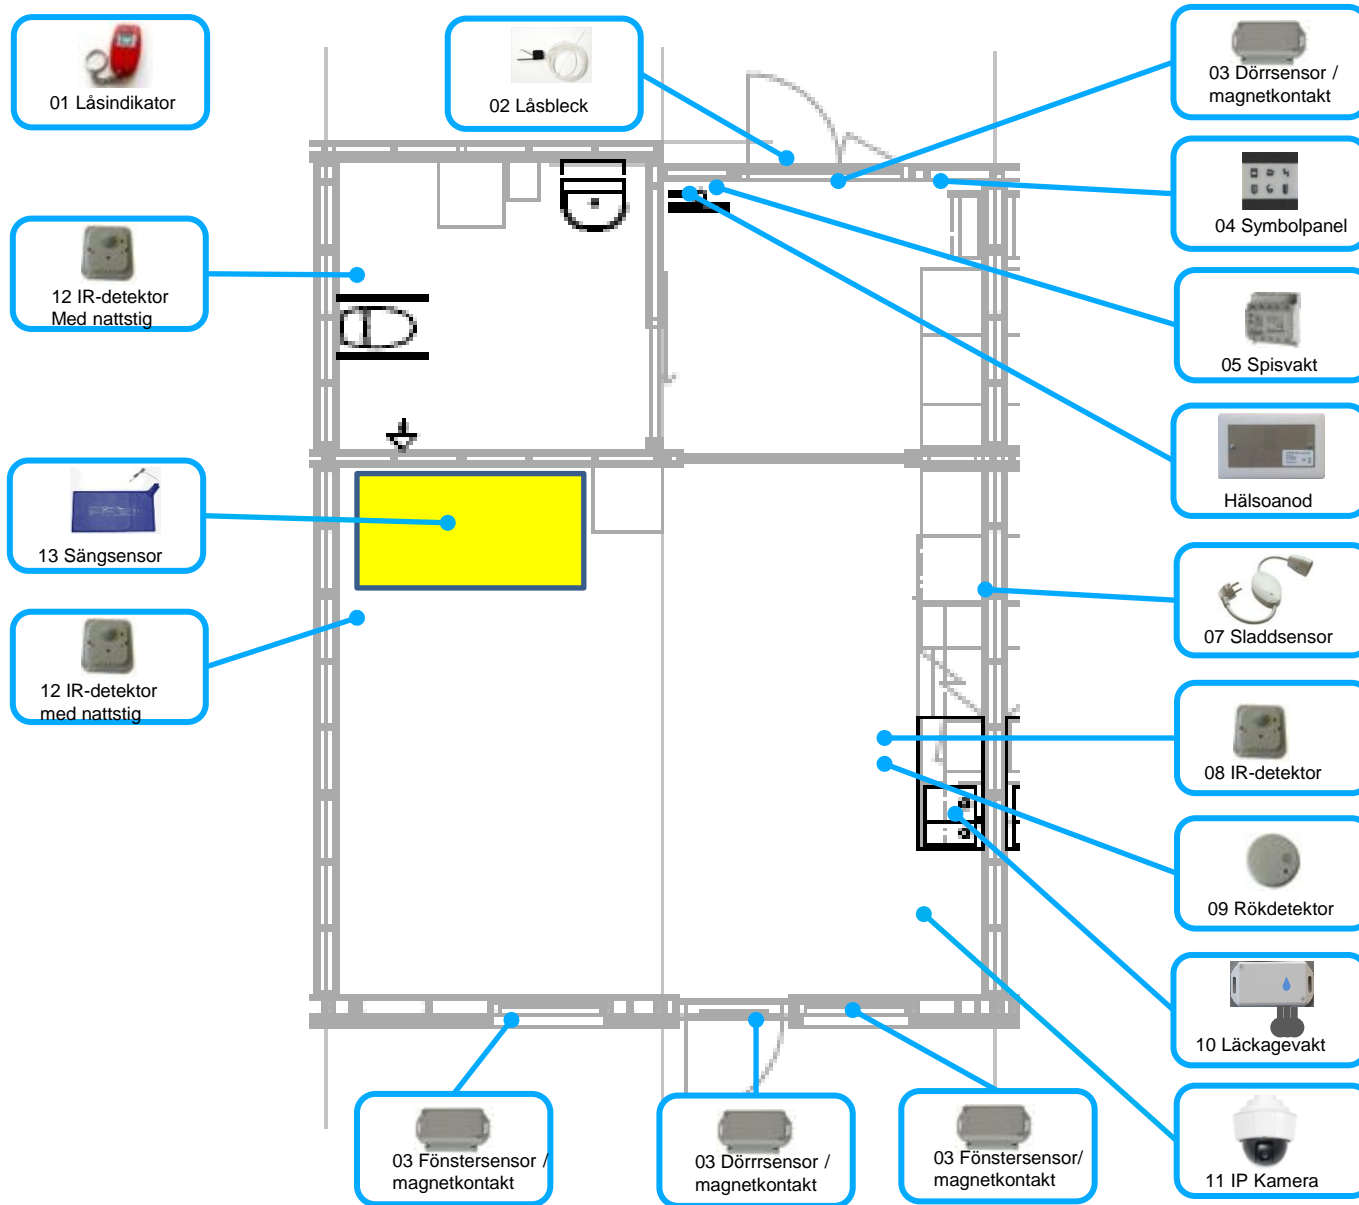 01 Låsindikator
02 Låsbleck
03 Dörrsensor /
magnetkontakt
04 Symbolpanel
12 IR-detektor
Med nattstig
05 Spisvakt
Hälsoanod
13 Sängsensor
07 Sladdsensor
12 IR-detektor
med nattstig
08 IR-detektor
09 Rökdetektor
10 Läckagevakt
03 Fönstersensor /
magnetkontakt
03 Dörrrsensor /
magnetkontakt
03 Fönstersensor/
magnetkontakt
11 IP Kamera